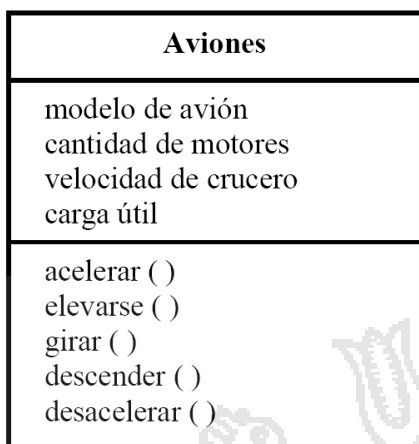 Aviones
modelo de avión
cantidad de motores
velocidad de crucero
carga útil
acelerar ( )
elevarse ( )
girar ( )
descender ( )
desacelerar ( )